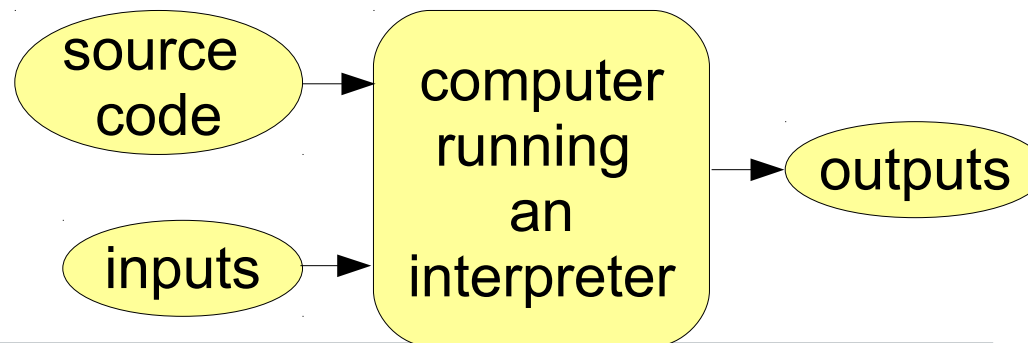 source
code
inputs
computer
running
an
interpreter
outputs